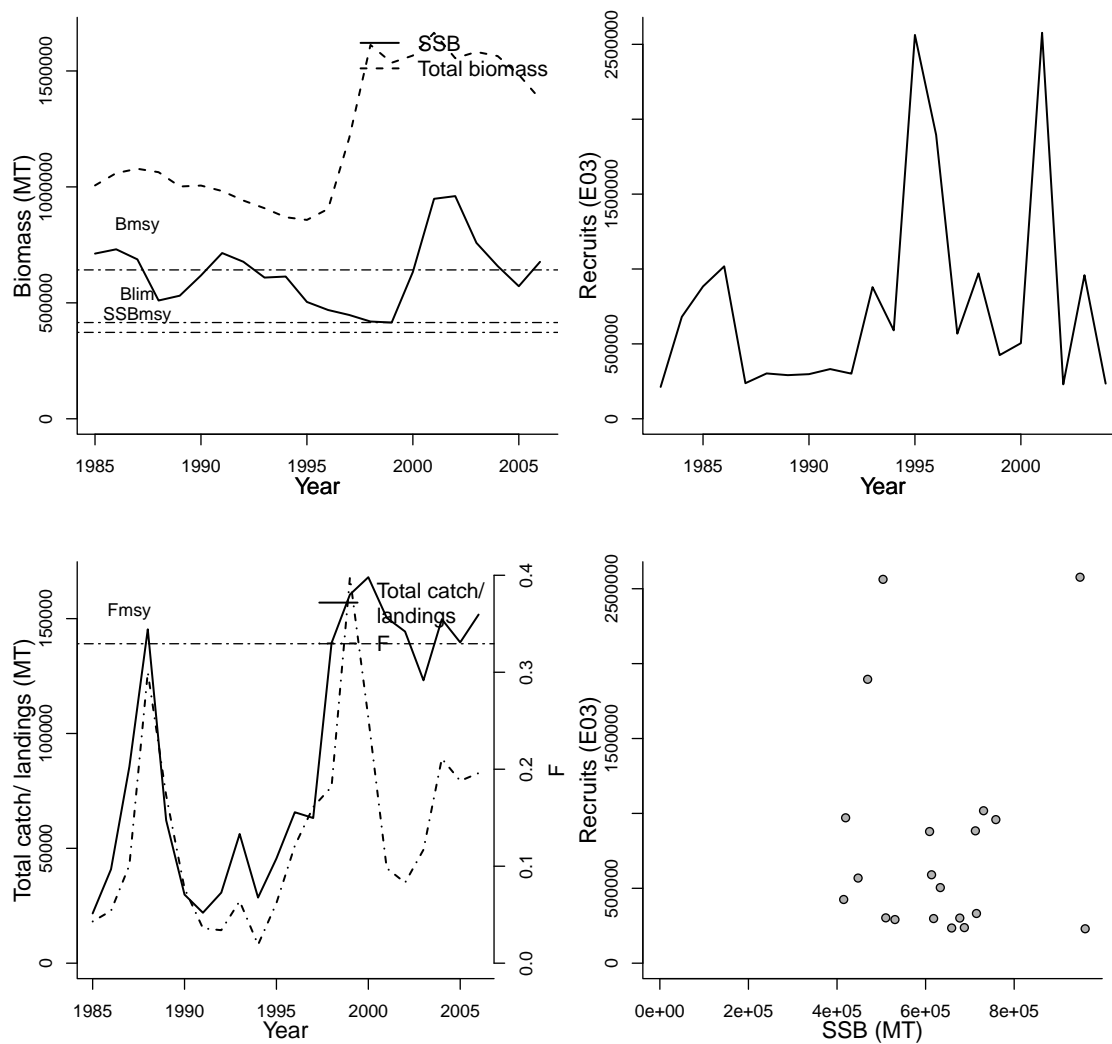 SSB
Total biomass
Bmsy
Blim
SSBmsy
Biomass (MT)
0
500000
1000000
1500000
1985
1990
1995
2000
2005
Year
Recruits (E03)
0
500000
1500000
2500000
1985
1990
1995
2000
Year
Total catch/
landings
F
Fmsy
Total catch/ landings (MT)
0
50000
100000
150000
0.0
0.1
0.2
0.3
0.4
F
1985
1990
1995
2000
2005
Year
Recruits (E03)
0
500000
1500000
2500000
0e+00
2e+05
4e+05
6e+05
8e+05
SSB (MT)